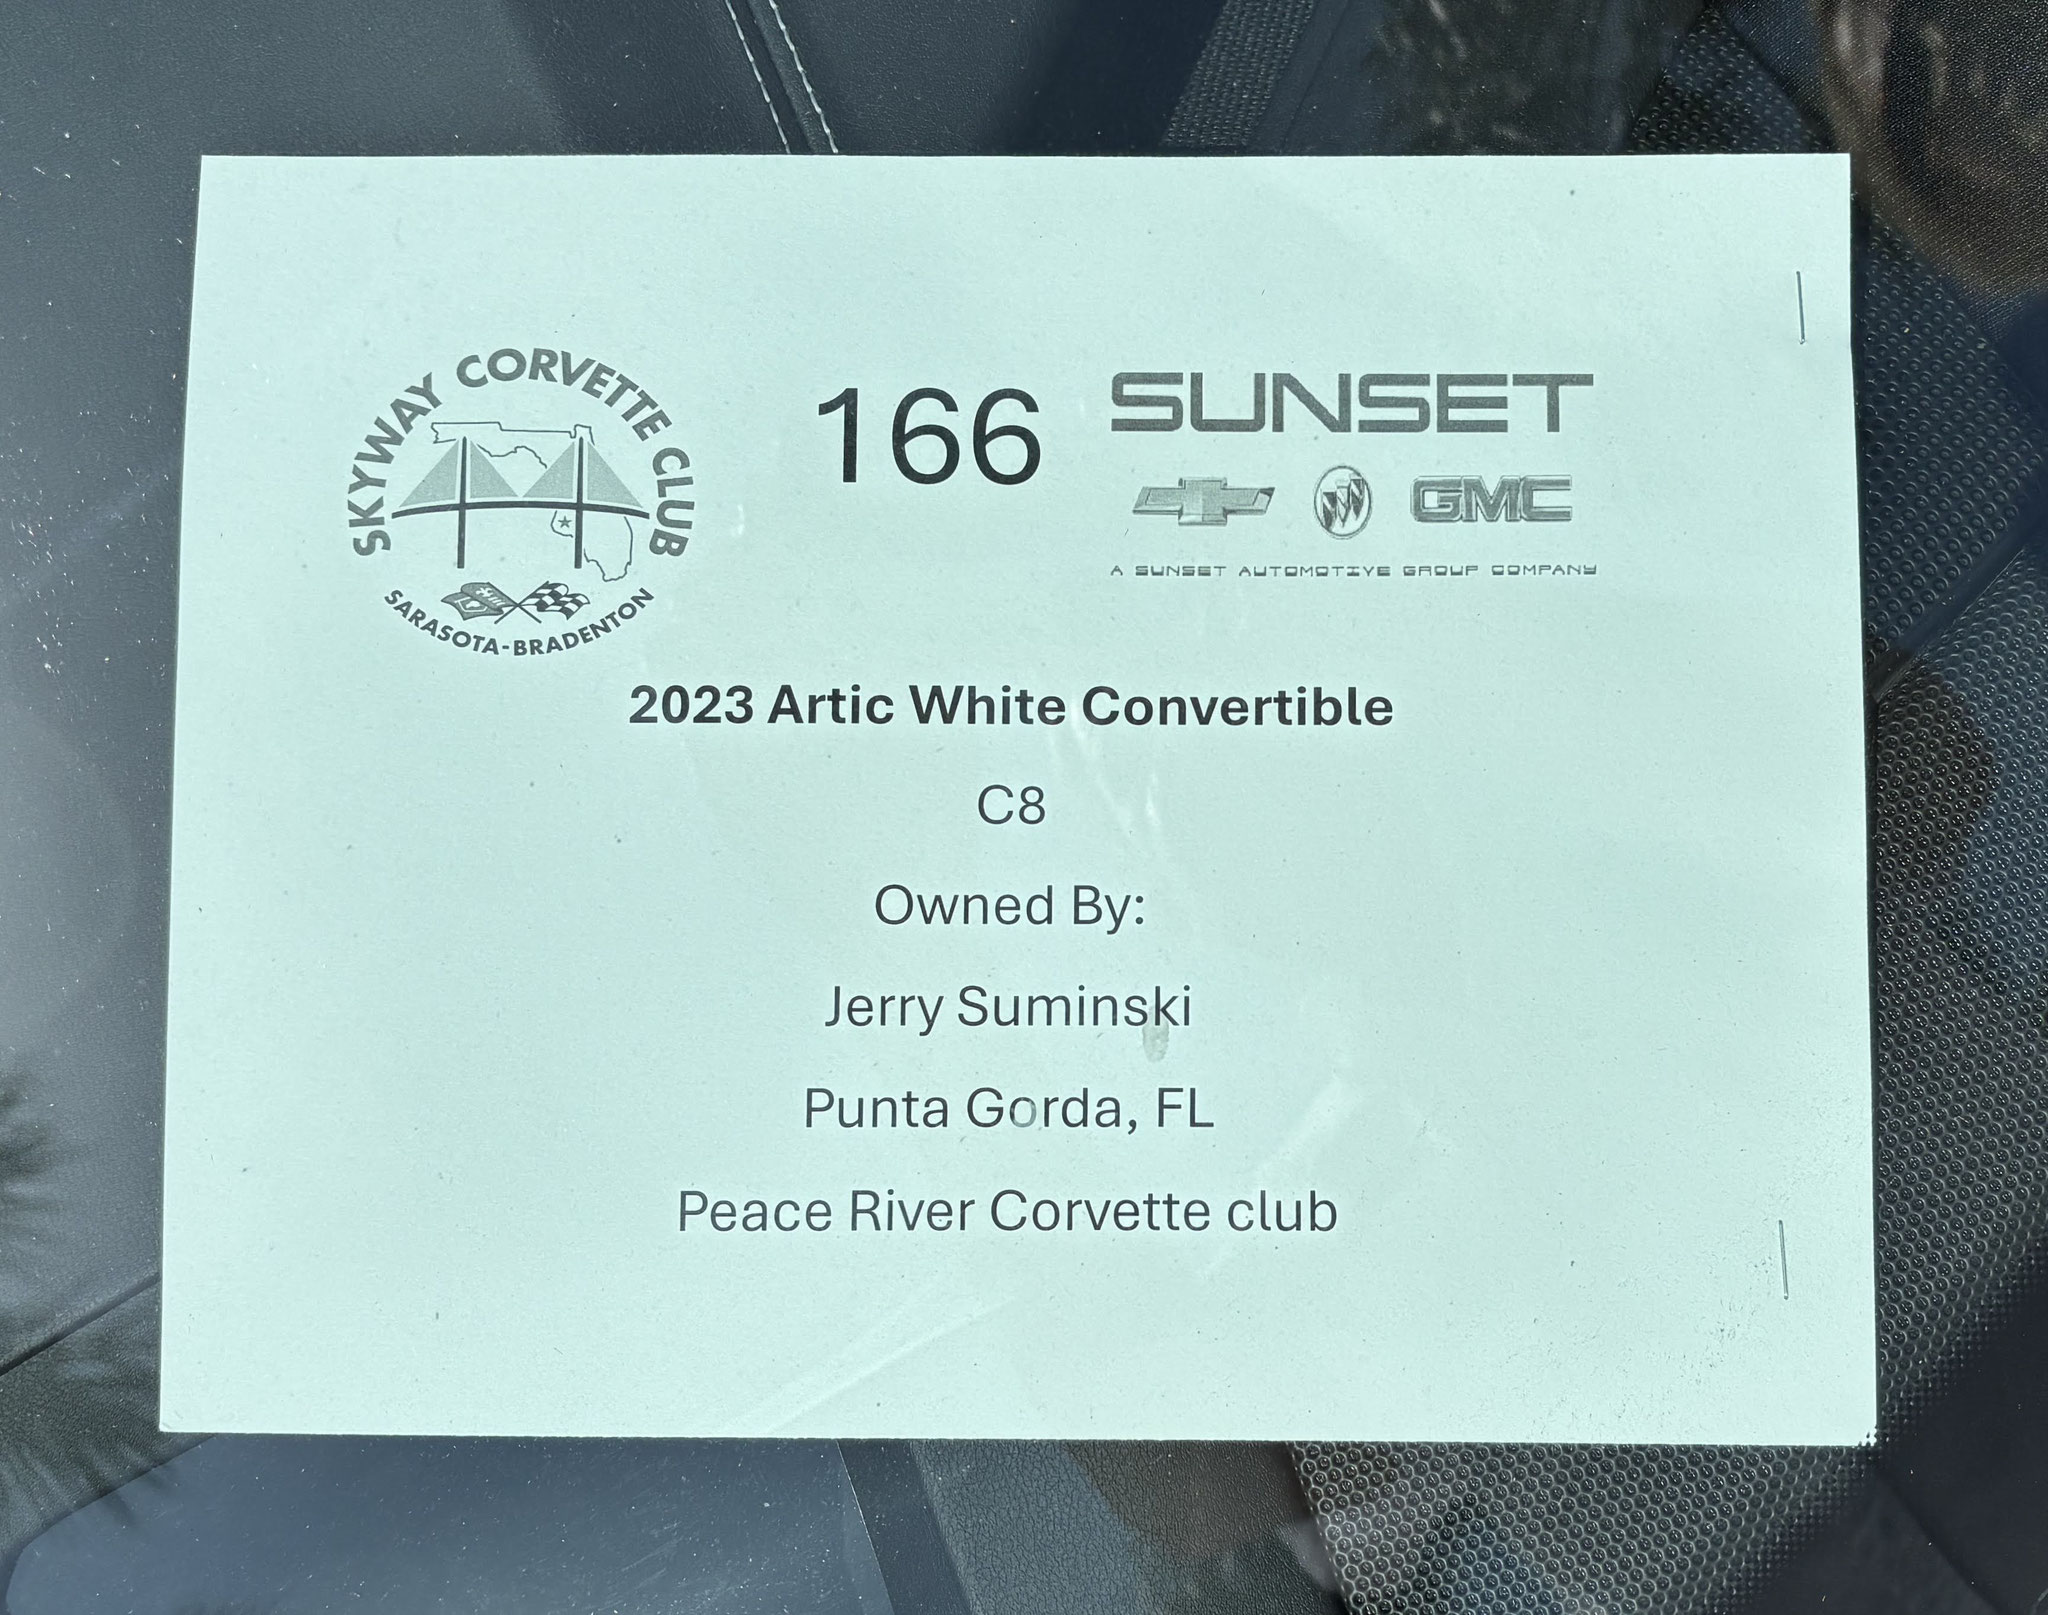 SKYWAY CORVETTE CLUB
SARASOTA-BRADENTON
166
SUNSET
GMC
A SUNSET AUTOMOTIVE GROUP COMPANY
2023 Artic White Convertible
C8
Owned By:
Jerry Suminski
Punta Gorda, FL
Peace River Corvette club